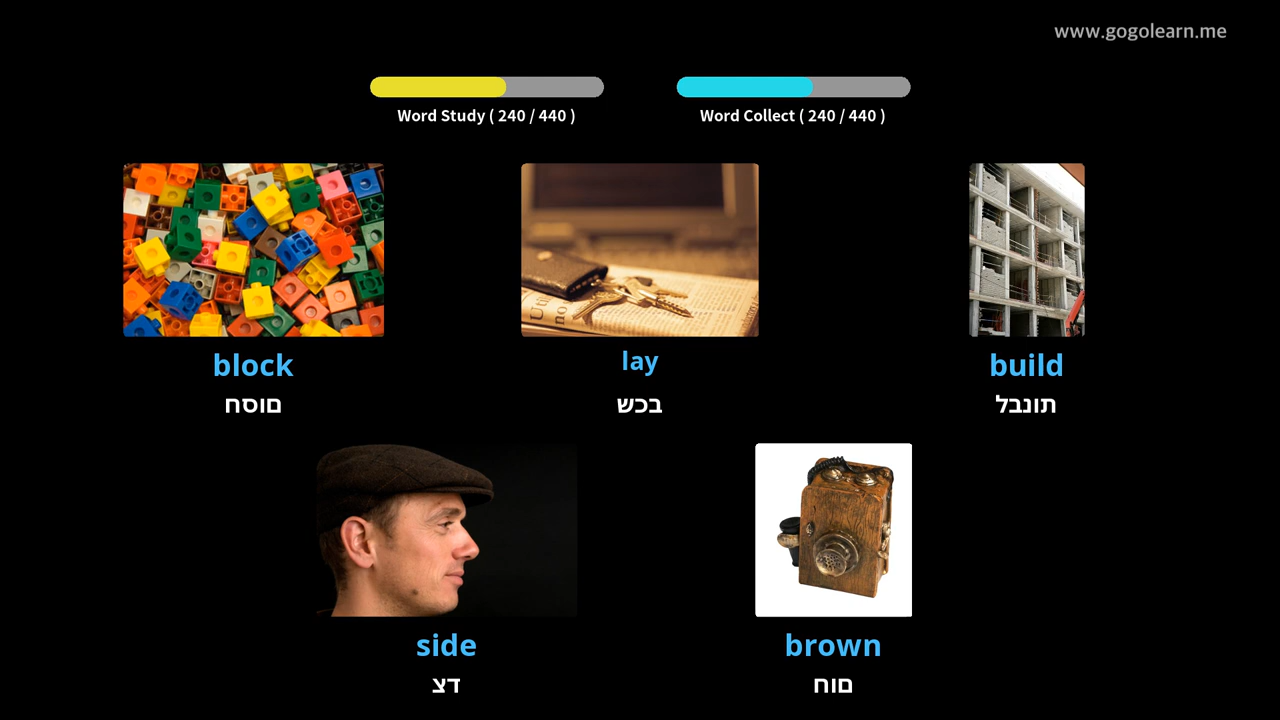 www.gogolearn.me
Word Study ( 240 / 440 )
Word Collect ( 240 / 440 )
block
םוסח
lay
בכש
build
תונבל
side
דצ
brown
םוח